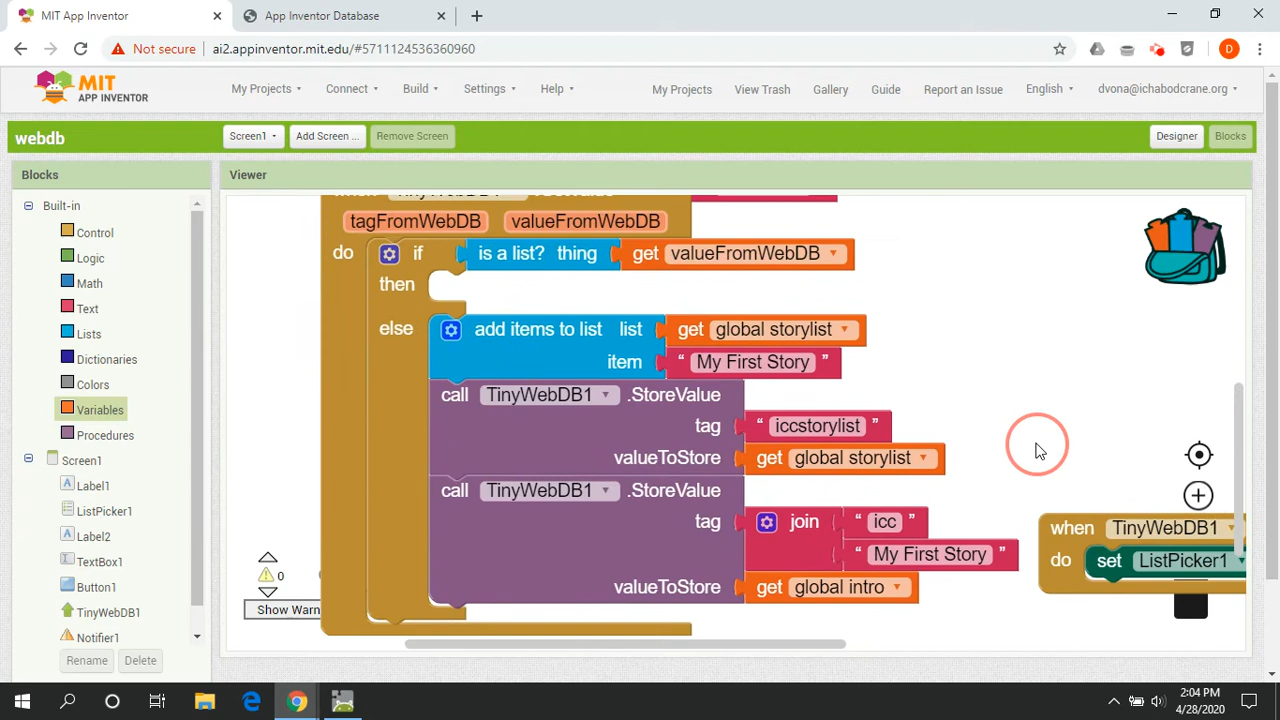 MIT App Inventor
App Inventor Database
Not secure
ai2.appinventor.mit.edu/#5711124536360960
D
MIT
APP INVENTOR
My Projects
Connect
Build
Settings
Help
My Projects
View Trash
Gallery
Guide
Report an Issue
English
dvona@ichabodcrane.org
webdb
Screen1
Add Screen ...
Remove Screen
Designer
Blocks
Blocks
Viewer
Built-in
Control
Logic
Math
Text
Lists
Dictionaries
Colors
Variables
Procedures
Screen1
Label1
ListPicker1
Label2
TextBox1
Button1
TinyWebDB1
Notifier1
Rename
Delete
tagFromWebDB valueFromWebDB
do if is a list? thing get valueFromWebDB
then
else add items to list list get global storylist
item “ My First Story ”
call TinyWebDB1 .StoreValue
tag “ iccstorylist ”
valueToStore get global storylist
call TinyWebDB1 .StoreValue
tag join “ icc ”
“ My First Story ”
valueToStore get global intro
when TinyWebDB1
do set ListPicker1
0
Show Warn
2:04 PM
4/28/2020